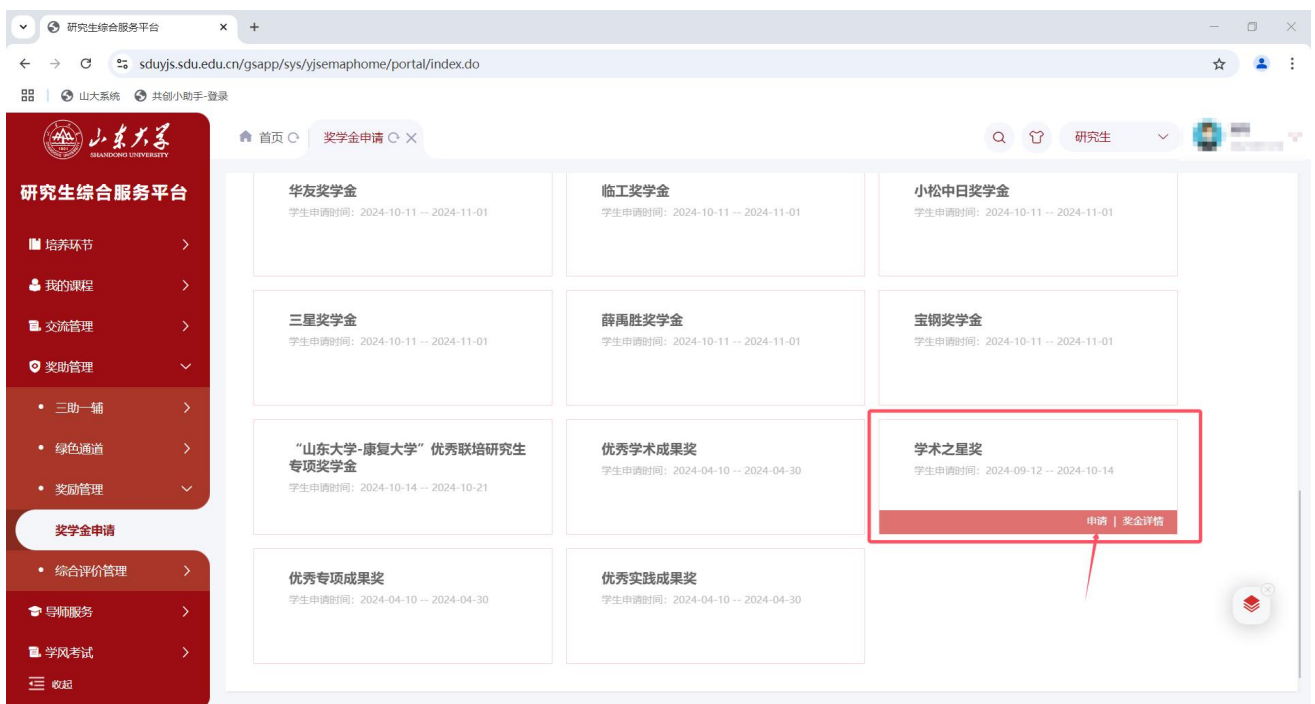 研究生综合服务平台
sduyjs.sdu.edu.cn/gsapp/sys/yjsemaphome/portal/index.do
山大系统 共创小助手-登录
山东大学
SHANDONG UNIVERSITY
首页 奖学金申请 研究生
研究生综合服务平台
培养环节
我的课程
交流管理
奖助管理
三助一辅
绿色通道
奖励管理
奖学金申请
综合评价管理
导师服务
学风考试
收起
华友奖学金
学生申请时间：2024-10-11 -- 2024-11-01
临工奖学金
学生申请时间：2024-10-11 -- 2024-11-01
小松中日奖学金
学生申请时间：2024-10-11 -- 2024-11-01
三星奖学金
学生申请时间：2024-10-11 -- 2024-11-01
薛禹胜奖学金
学生申请时间：2024-10-11 -- 2024-11-01
宝钢奖学金
学生申请时间：2024-10-11 -- 2024-11-01
“山东大学-康复大学”优秀联培研究生
专项奖学金
学生申请时间：2024-10-14 -- 2024-10-21
优秀学术成果奖
学生申请时间：2024-04-10 -- 2024-04-30
学术之星奖
学生申请时间：2024-09-12 -- 2024-10-14
申请 | 奖金详情
优秀专项成果奖
学生申请时间：2024-04-10 -- 2024-04-30
优秀实践成果奖
学生申请时间：2024-04-10 -- 2024-04-30